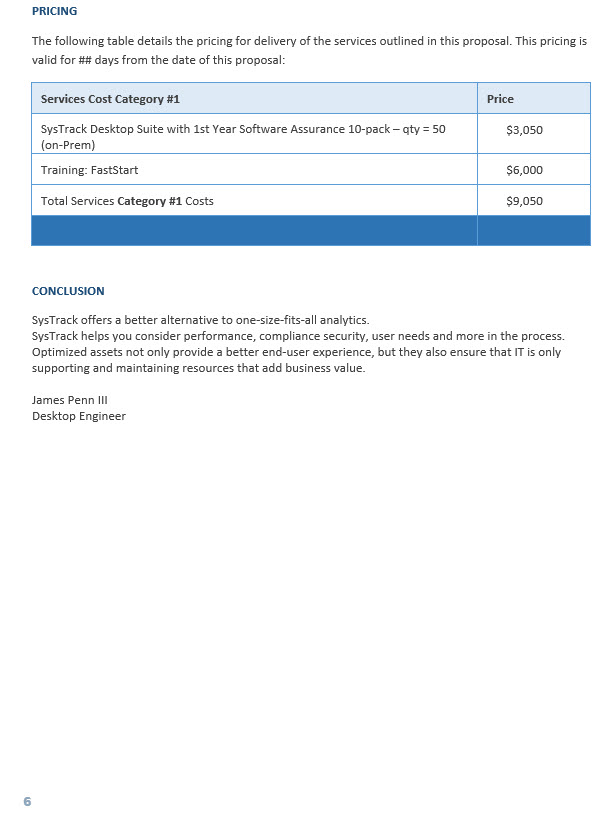 PRICING
The following table details the pricing for delivery of the services outlined in this proposal. This pricing is
valid for ## days from the date of this proposal:
Services Cost Category #1 Price
SysTrack Desktop Suite with 1st Year Software Assurance 10-pack – qty = 50 $3,050
(on-Prem)
Training: FastStart $6,000
Total Services Category #1 Costs $9,050
CONCLUSION
SysTrack offers a better alternative to one-size-fits-all analytics.
SysTrack helps you consider performance, compliance security, user needs and more in the process.
Optimized assets not only provide a better end-user experience, but they also ensure that IT is only
supporting and maintaining resources that add business value.
James Penn III
Desktop Engineer
6